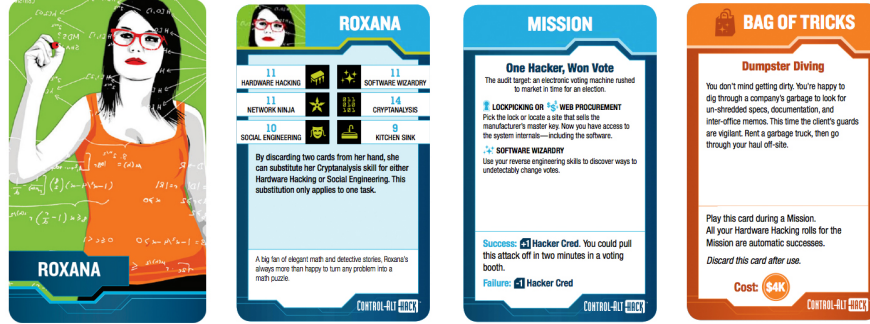 ROXANA
ROXANA
11
HARDWARE HACKING
11
SOFTWARE WIZARDRY
11
NETWORK NINJA
14
CRYPTANALYSIS
10
SOCIAL ENGINEERING
9
KITCHEN SINK
By discarding two cards from her hand, she
can substitute her Cryptanalysis skill for either
Hardware Hacking or Social Engineering. This
substitution only applies to one task.
A big fan of elegant math and detective stories, Roxana's
always more than happy to turn any problem into a
math puzzle.
CONTROL-ALT-HACK
MISSION
One Hacker, Won Vote
The audit target: an electronic voting machine rushed
to market in time for an election.
LOCKPICKING OR WEB PROCUREMENT
Pick the lock or locate a site that sells the
manufacturer's master key. Now you have access to
the system internals—including the software.
SOFTWARE WIZARDRY
Use your reverse engineering skills to discover ways to
undetectably change votes.
Success: +1 Hacker Cred. You could pull
this attack off in two minutes in a voting
booth.
Failure: -1 Hacker Cred
CONTROL-ALT-HACK
BAG OF TRICKS
Dumpster Diving
You don't mind getting dirty. You're happy to
dig through a company's garbage to look for
un-shredded specs, documentation, and
inter-office memos. This time the client's guards
are vigilant. Rent a garbage truck, then go
through your haul off-site.
Play this card during a Mission.
All your Hardware Hacking rolls for the
Mission are automatic successes.
Discard this card after use.
Cost: $4K
CONTROL-ALT-HACK